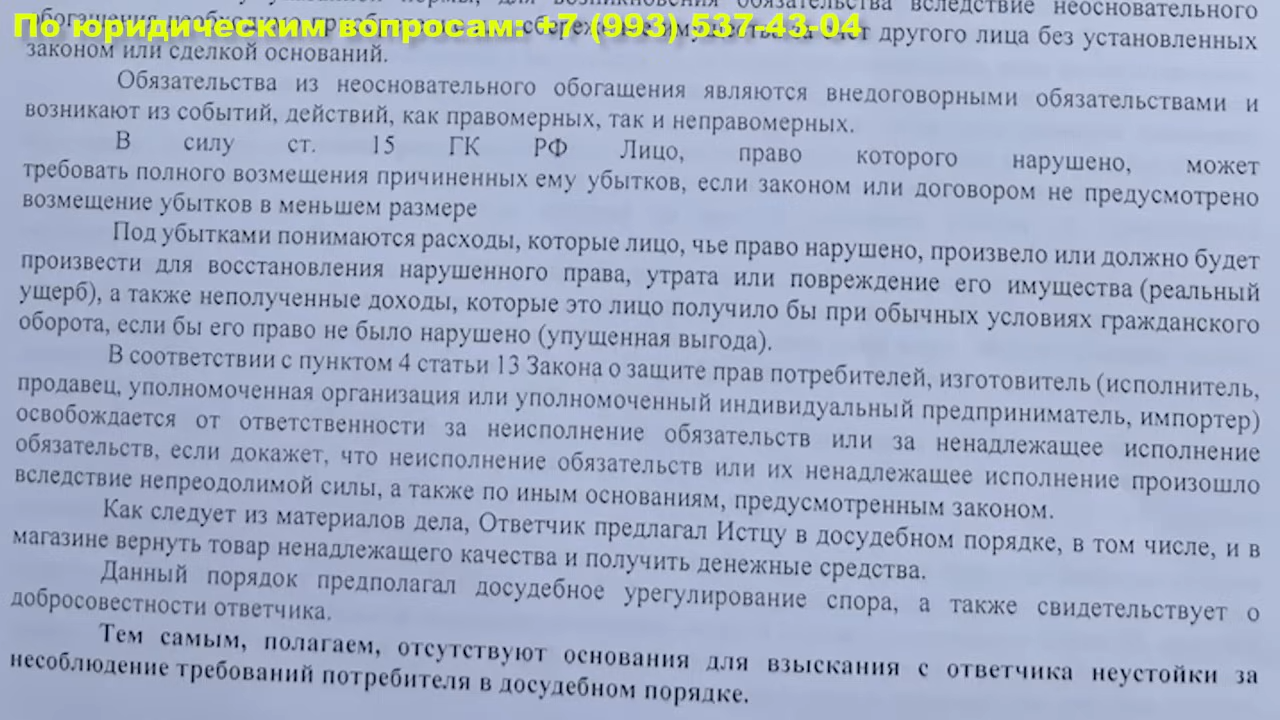 По юридическим вопросам: +7 (993) 537-43-04
обязательства вследствие неосновательного
другого лица без установленных
законом или сделкой оснований.
Обязательства из неосновательного обогащения являются внедоговорными обязательствами и
возникают из событий, действий, как правомерных, так и неправомерных.
В силу ст. 15 ГК РФ Лицо, право которого нарушено, может
требовать полного возмещения причиненных ему убытков, если законом или договором не предусмотрено
возмещение убытков в меньшем размере
Под убытками понимаются расходы, которые лицо, чье право нарушено, произвело или должно будет
произвести для восстановления нарушенного права, утрата или повреждение его имущества (реальный
ущерб), а также неполученные доходы, которые это лицо получило бы при обычных условиях гражданского
оборота, если бы его право не было нарушено (упущенная выгода).
В соответствии с пунктом 4 статьи 13 Закона о защите прав потребителей, изготовитель (исполнитель,
продавец, уполномоченная организация или уполномоченный индивидуальный предприниматель, импортер)
освобождается от ответственности за неисполнение обязательств или за ненадлежащее исполнение
обязательств, если докажет, что неисполнение обязательств или их ненадлежащее исполнение произошло
вследствие непреодолимой силы, а также по иным основаниям, предусмотренным законом.
Как следует из материалов дела, Ответчик предлагал Истцу в досудебном порядке, в том числе, и в
магазине вернуть товар ненадлежащего качества и получить денежные средства.
Данный порядок предполагал досудебное урегулирование спора, а также свидетельствует о
добросовестности ответчика.
Тем самым, полагаем, отсутствуют основания для взыскания с ответчика неустойки за
несоблюдение требований потребителя в досудебном порядке.